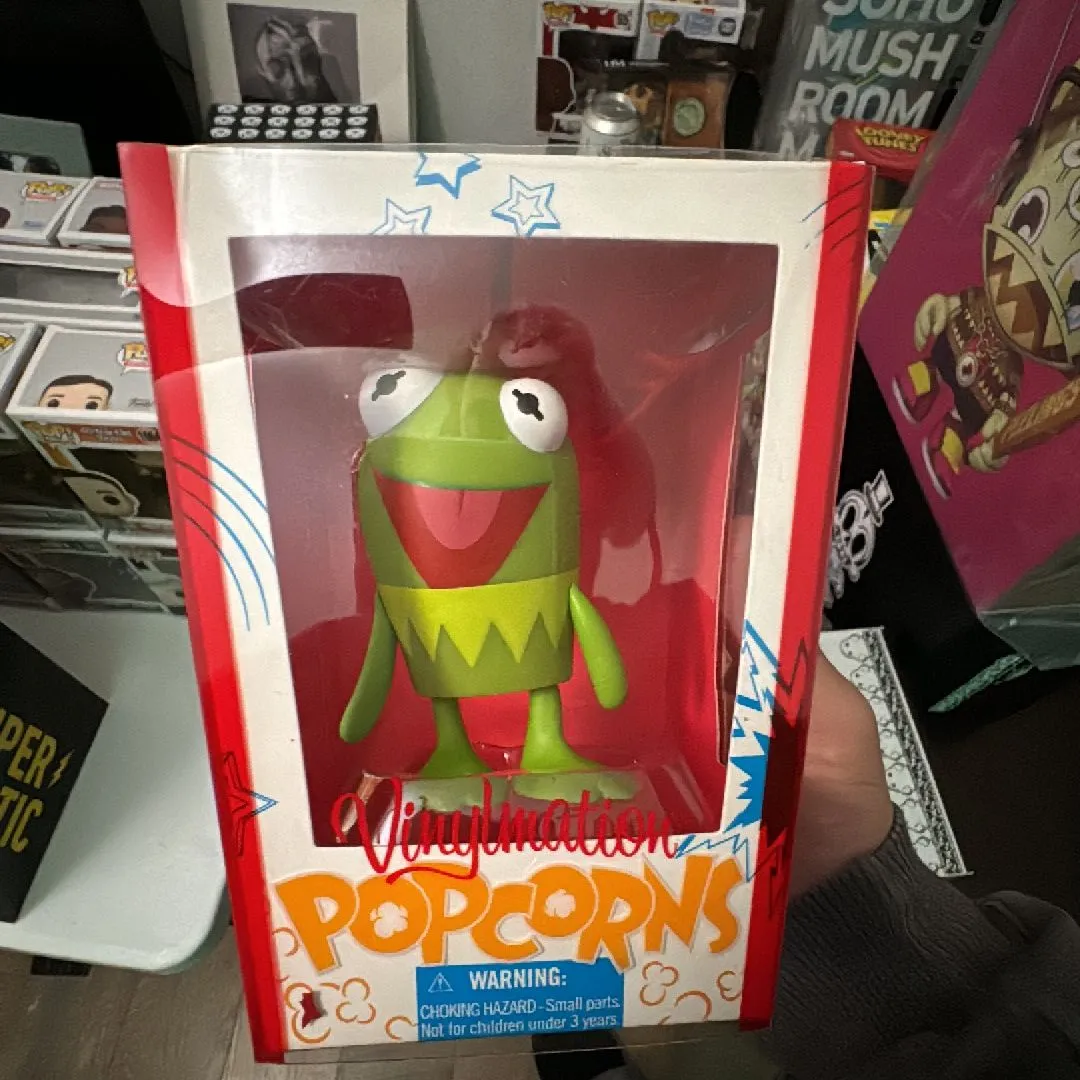 SOHO
MUSH
ROOM
LOONEY
TUNES
Vinylmation
POPCORNS
WARNING:
CHOKING HAZARD - Small parts.
Not for children under 3 years.